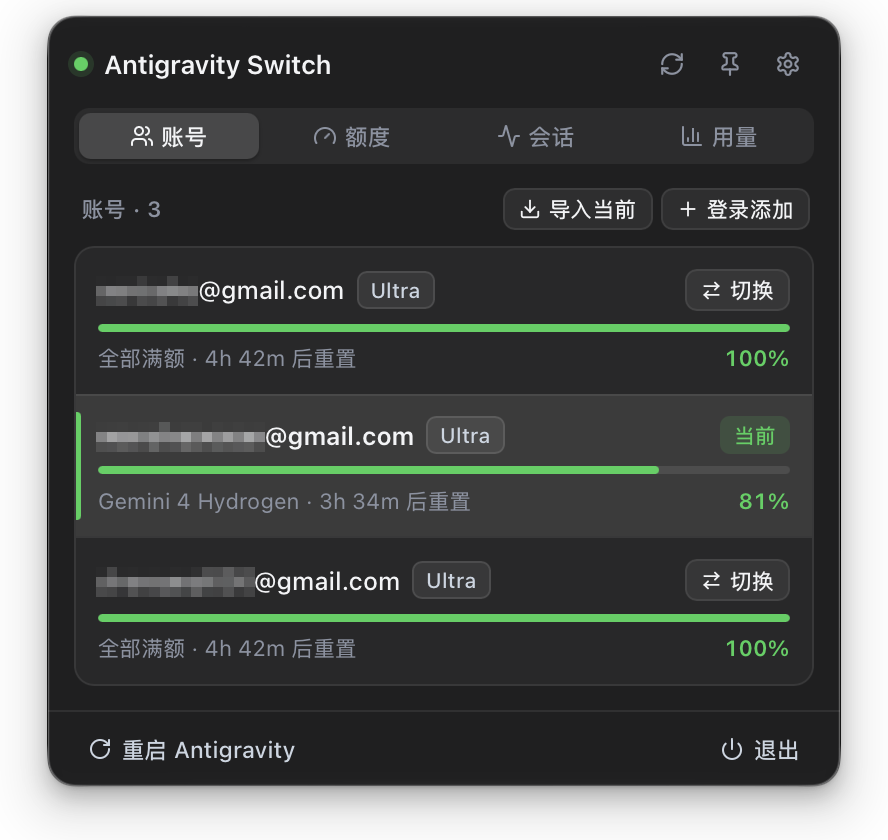 Antigravity Switch
账号 额度 会话 用量
账号 · 3 导入当前 登录添加
@gmail.com Ultra 切换
全部满额 · 4h 42m 后重置 100%
@gmail.com Ultra 当前
Gemini 4 Hydrogen · 3h 34m 后重置 81%
@gmail.com Ultra 切换
全部满额 · 4h 42m 后重置 100%
重启 Antigravity 退出